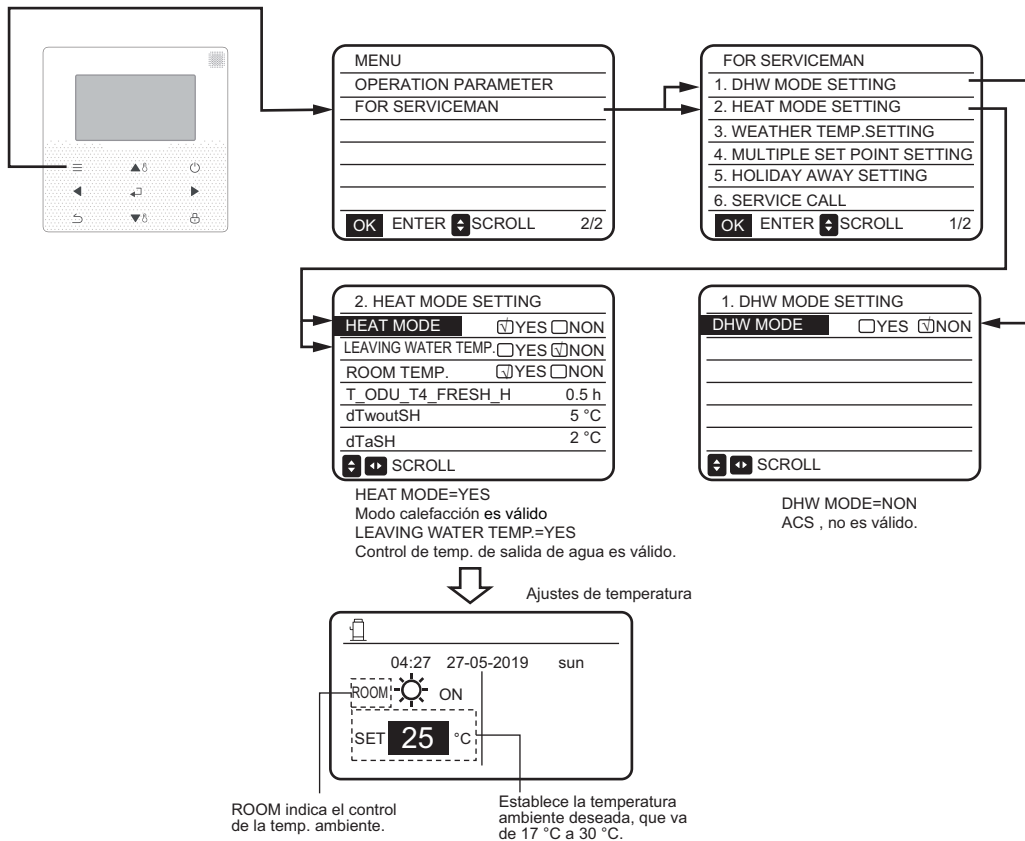 MENU
OPERATION PARAMETER
FOR SERVICEMAN
OK ENTER SCROLL 2/2
FOR SERVICEMAN
1. DHW MODE SETTING
2. HEAT MODE SETTING
3. WEATHER TEMP.SETTING
4. MULTIPLE SET POINT SETTING
5. HOLIDAY AWAY SETTING
6. SERVICE CALL
OK ENTER SCROLL 1/2
2. HEAT MODE SETTING
HEAT MODE √YES NON
LEAVING WATER TEMP. YES √NON
ROOM TEMP. √YES NON
T_ODU_T4_FRESH_H 0.5 h
dTwoutSH 5 °C
dTaSH 2 °C
SCROLL
1. DHW MODE SETTING
DHW MODE YES √NON
SCROLL
HEAT MODE=YES
Modo calefacción es válido
LEAVING WATER TEMP.=YES
Control de temp. de salida de agua es válido.
DHW MODE=NON
ACS , no es válido.
Ajustes de temperatura
04:27 27-05-2019 sun
ROOM ON
SET 25 °C
ROOM indica el control
de la temp. ambiente.
Establece la temperatura
ambiente deseada, que va
de 17 °C a 30 °C.